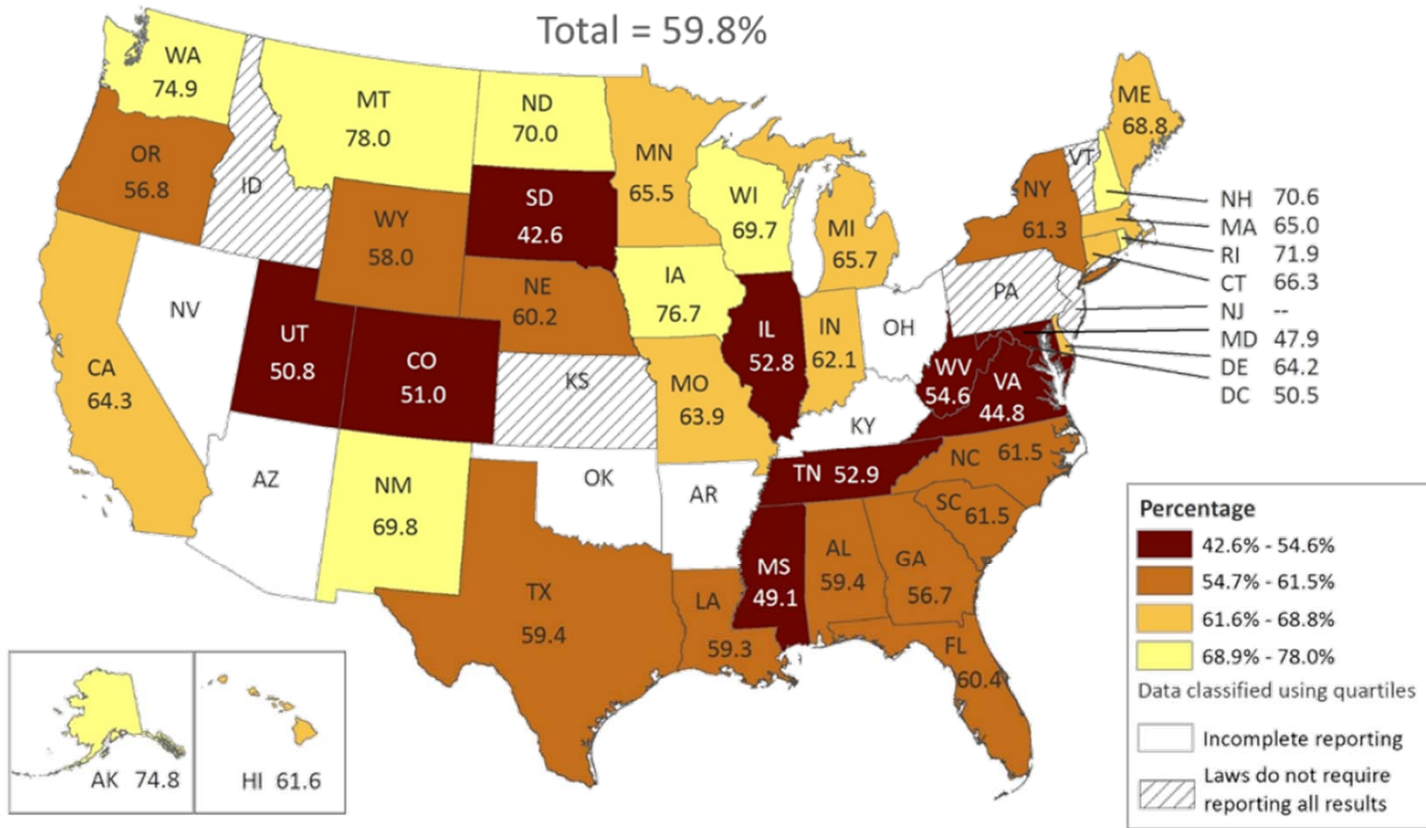 Total = 59.8%
WA
74.9
MT
78.0
ND
70.0
MN
65.5
ME
68.8
OR
56.8
ID
WY
58.0
SD
42.6
WI
69.7
MI
65.7
NY
61.3
VT
NH 70.6
MA 65.0
RI 71.9
CT 66.3
NJ --
MD 47.9
DE 64.2
DC 50.5
CA
64.3
NV
UT
50.8
CO
51.0
NE
60.2
IA
76.7
IL
52.8
IN
62.1
OH
PA
WV
54.6
VA
44.8
KS
MO
63.9
KY
AZ
NM
69.8
OK
AR
TN 52.9
NC 61.5
SC 61.5
TX
59.4
LA
59.3
MS
49.1
AL
59.4
GA
56.7
FL
60.4
AK 74.8
HI 61.6
Percentage
42.6% - 54.6%
54.7% - 61.5%
61.6% - 68.8%
68.9% - 78.0%
Data classified using quartiles
Incomplete reporting
Laws do not require
reporting all results